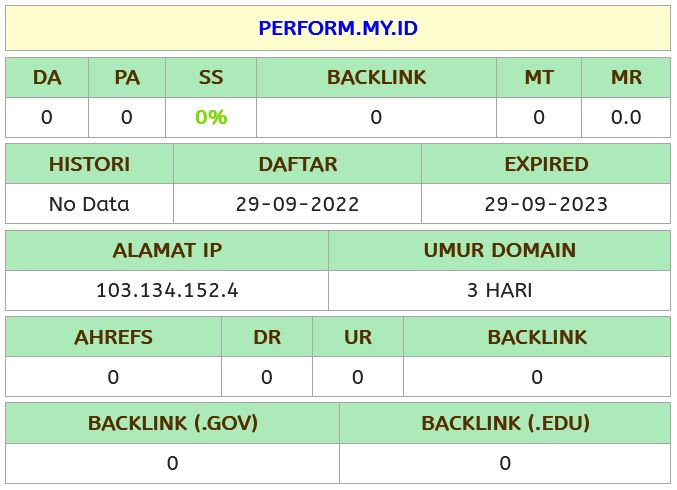 PERFORM.MY.ID
DA PA SS BACKLINK MT MR
0 0 0% 0 0 0.0
HISTORI DAFTAR EXPIRED
No Data 29-09-2022 29-09-2023
ALAMAT IP UMUR DOMAIN
103.134.152.4 3 HARI
AHREFS DR UR BACKLINK
0 0 0 0
BACKLINK (.GOV) BACKLINK (.EDU)
0 0